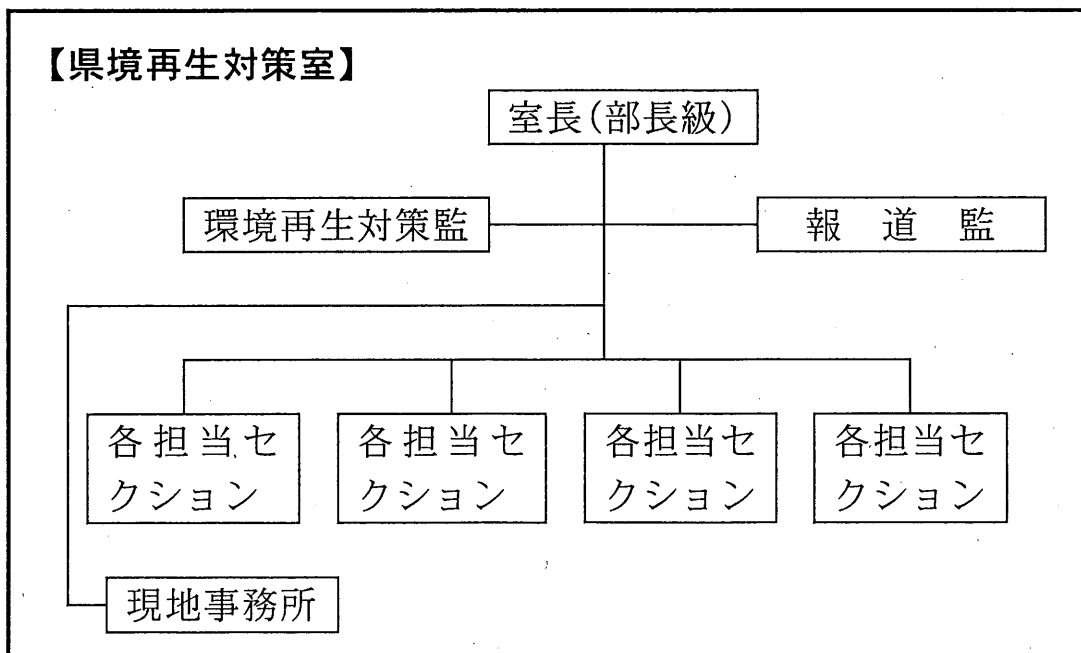 【県境再生対策室】
室長(部長級)
環境再生対策監
報道監
各担当セ
クション
各担当セ
クション
各担当セ
クション
各担当セ
クション
現地事務所